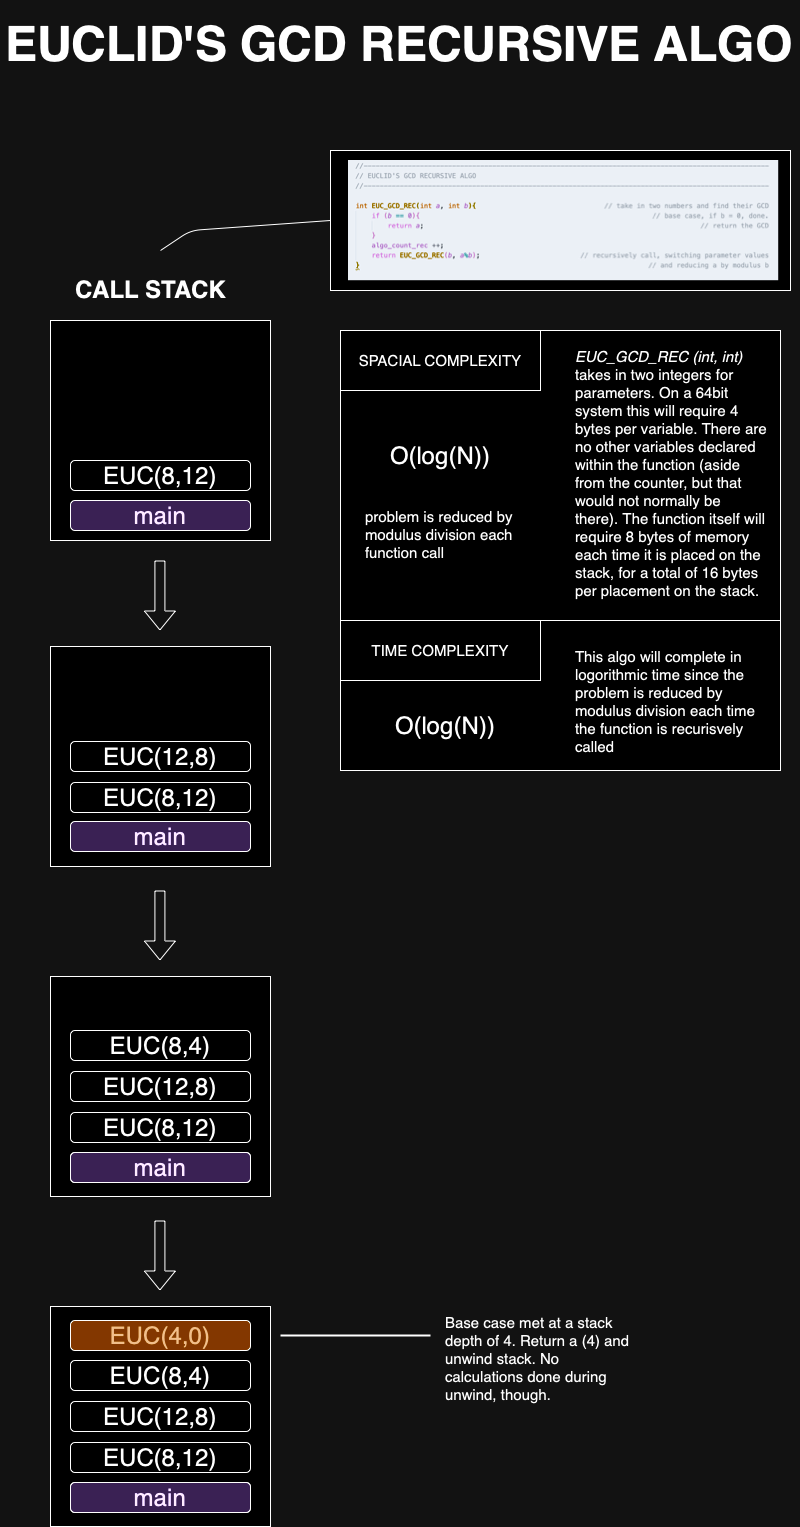 EUCLID'S GCD RECURSIVE ALGO
//------------------------------------------------------------
// EUCLID'S GCD RECURSIVE ALGO
//------------------------------------------------------------
int EUC_GCD_REC(int a, int b){ // take in two numbers and find their GCD
if (b == 0){ // base case, if b = 0, done.
return a; // return the GCD
}
algo_count_rec ++;
return EUC_GCD_REC(b, a%b); // recursively call, switching parameter values
} // and reducing a by modulus b
CALL STACK
EUC(8,12)
main
SPACIAL COMPLEXITY
O(log(N))
problem is reduced by
modulus division each
function call
EUC_GCD_REC (int, int)
takes in two integers for
parameters. On a 64bit
system this will require 4
bytes per variable. There are
no other variables declared
within the function (aside
from the counter, but that
would not normally be
there). The function itself will
require 8 bytes of memory
each time it is placed on the
stack, for a total of 16 bytes
per placement on the stack.
TIME COMPLEXITY
O(log(N))
This algo will complete in
logorithmic time since the
problem is reduced by
modulus division each time
the function is recurisvely
called
EUC(12,8)
EUC(8,12)
main
EUC(8,4)
EUC(12,8)
EUC(8,12)
main
EUC(4,0)
EUC(8,4)
EUC(12,8)
EUC(8,12)
main
Base case met at a stack
depth of 4. Return a (4) and
unwind stack. No
calculations done during
unwind, though.